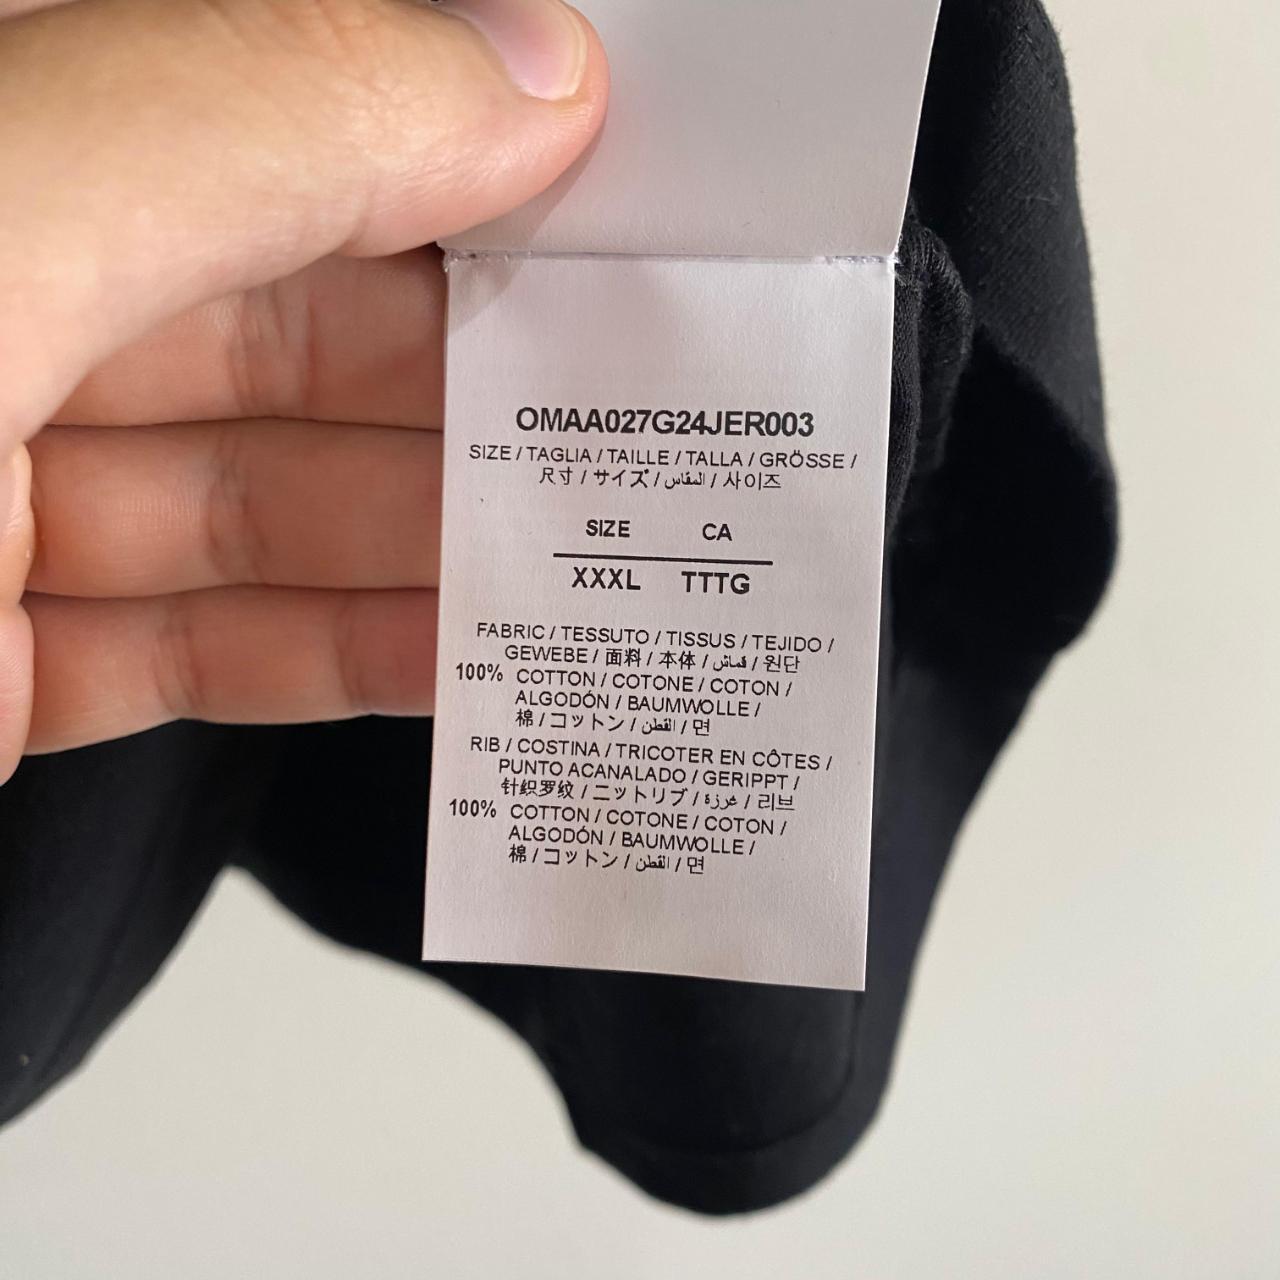 OMAA027G24JER003
SIZE / TAGLIA / TAILLE / TALLA / GRÖSSE /
尺寸 / サイズ / المقاس / 사이즈
SIZE CA
XXXL TTTG
FABRIC / TESSUTO / TISSUS / TEJIDO /
GEWEBE / 面料 / 本体 / قماش / 원단
100% COTTON / COTONE / COTON /
ALGODÓN / BAUMWOLLE /
棉 / コットン / القطن / 면
RIB / COSTINA / TRICOTER EN CÔTES /
PUNTO ACANALADO / GERIPPT /
针织罗纹 / ニットリブ / غرزة / 리브
100% COTTON / COTONE / COTON /
ALGODÓN / BAUMWOLLE /
棉 / コットン / القطن / 면